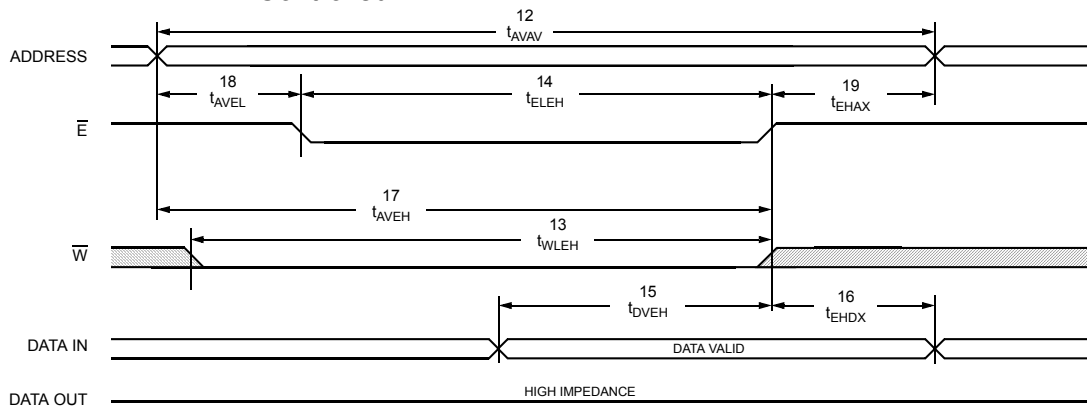 12
tAVAV
ADDRESS
18
tAVEL
14
tELEH
19
tEHAX
E
17
tAVEH
13
tWLEH
W
15
tDVEH
16
tEHDX
DATA IN
DATA VALID
HIGH IMPEDANCE
DATA OUT